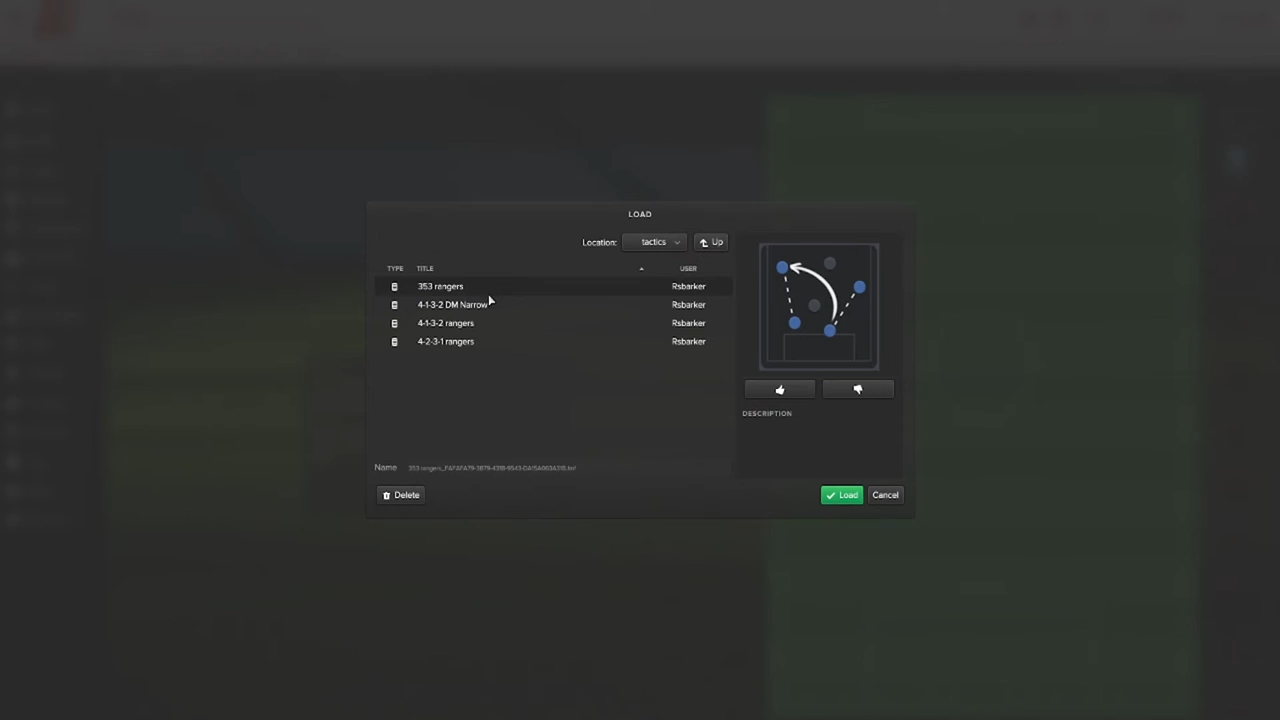 LOAD
Location: tactics Up
TYPE TITLE USER
353 rangers Rsbarker
4-1-3-2 DM Narrow Rsbarker
4-1-3-2 rangers Rsbarker
4-2-3-1 rangers Rsbarker
DESCRIPTION
Name
Delete Load Cancel